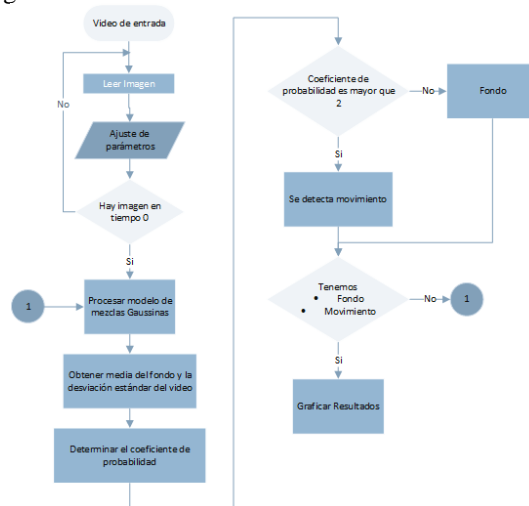 Video de entrada
Leer Imagen
No
Ajuste de
parámetros
Hay imagen en
tiempo 0
Si
1
Procesar modelo de
mezclas Gaussinas
Obtener media del fondo y la
desviación estándar del video
Determinar el coeficiente de
probabilidad
Coeficiente de
probabilidad es mayor que
2
No
Fondo
Si
Se detecta movimiento
Tenemos
• Fondo
• Movimiento
No
1
Si
Graficar Resultados